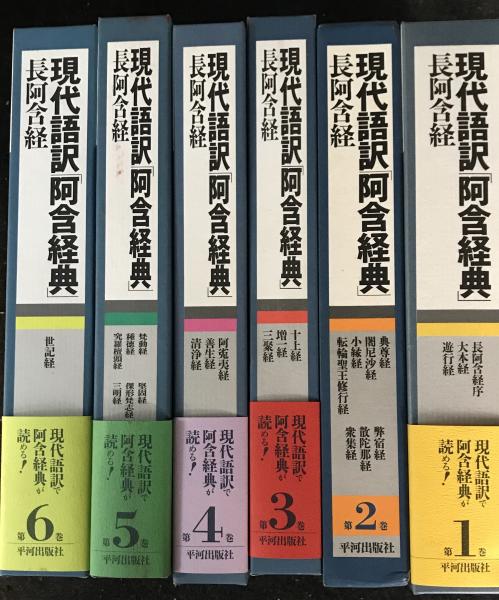 現代語訳「阿含経典」
長阿含経
長阿含経序
大本経
遊行経
現代語訳で
阿含経典が
読める!
第1巻
平河出版社
現代語訳「阿含経典」
長阿含経
典尊経
闍尼沙経
小縁経
転輪聖王修行経
弊宿経
散陀那経
衆集経
第2巻
平河出版社
現代語訳「阿含経典」
長阿含経
十上経
増一経
三聚経
現代語訳で
阿含経典が
読める!
第3巻
平河出版社
現代語訳「阿含経典」
長阿含経
阿㝹夷経
善生経
清浄経
現代語訳で
阿含経典が
読める!
第4巻
平河出版社
現代語訳「阿含経典」
長阿含経
梵動経
種徳経
究羅檀頭経
堅固経
倮形梵志経
三明経
現代語訳で
阿含経典が
読める!
第5巻
平河出版社
現代語訳「阿含経典」
長阿含経
世記経
現代語訳で
阿含経典が
読める!
第6巻
平河出版社